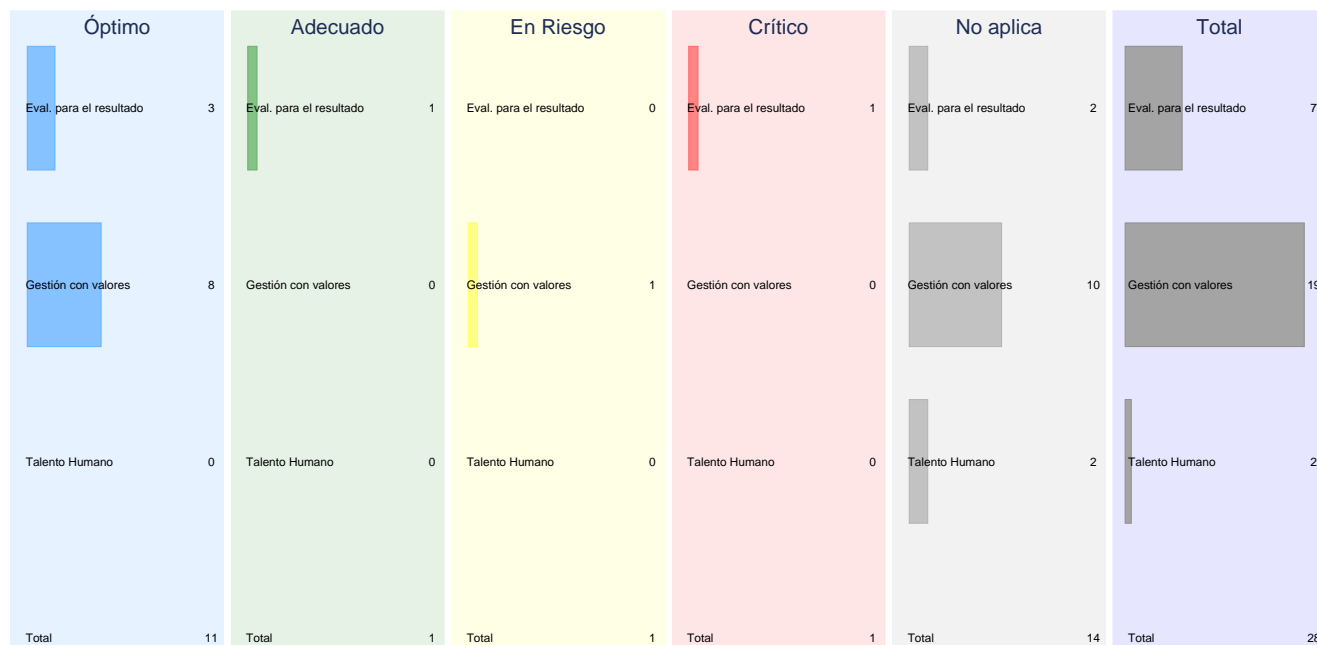 Óptimo Adecuado En Riesgo Crítico No aplica Total
Eval. para el resultado 3 Eval. para el resultado 1 Eval. para el resultado 0 Eval. para el resultado 1 Eval. para el resultado 2 Eval. para el resultado 7
Gestión con valores 8 Gestión con valores 0 Gestión con valores 1 Gestión con valores 0 Gestión con valores 10 Gestión con valores 19
Talento Humano 0 Talento Humano 0 Talento Humano 0 Talento Humano 0 Talento Humano 2 Talento Humano 2
Total 11 Total 1 Total 1 Total 1 Total 14 Total 28